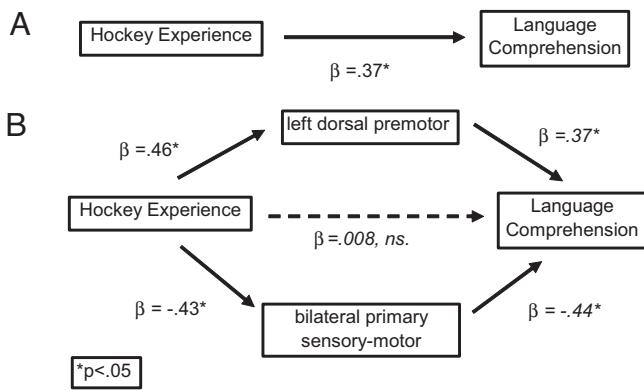 A
Hockey Experience
Language
Comprehension
β =.37*
B
left dorsal premotor
β =.46*
β =.37*
Hockey Experience
Language
Comprehension
β =.008, ns.
β = -.43*
bilateral primary
sensory-motor
β = -.44*
*p<.05